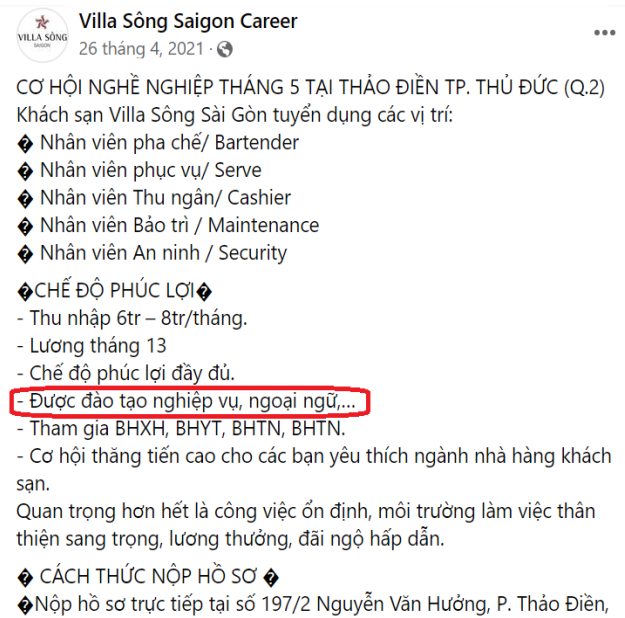 VILLA SÔNG
SAIGON
Villa Sông Saigon Career
26 tháng 4, 2021 ·
CƠ HỘI NGHỀ NGHIỆP THÁNG 5 TẠI THẢO ĐIỀN TP. THỦ ĐỨC (Q.2)
Khách sạn Villa Sông Sài Gòn tuyển dụng các vị trí:
� Nhân viên pha chế/ Bartender
� Nhân viên phục vụ/ Serve
� Nhân viên Thu ngân/ Cashier
� Nhân viên Bảo trì / Maintenance
� Nhân viên An ninh / Security
�CHẾ ĐỘ PHÚC LỢI�
- Thu nhập 6tr – 8tr/tháng.
- Lương tháng 13
- Chế độ phúc lợi đầy đủ.
- Được đào tạo nghiệp vụ, ngoại ngữ,...
- Tham gia BHXH, BHYT, BHTN, BHTN.
- Cơ hội thăng tiến cao cho các bạn yêu thích ngành nhà hàng khách
sạn.
Quan trọng hơn hết là công việc ổn định, môi trường làm việc thân
thiện sang trọng, lương thưởng, đãi ngộ hấp dẫn.
� CÁCH THỨC NỘP HỒ SƠ �
�Nộp hồ sơ trực tiếp tại số 197/2 Nguyễn Văn Hưởng, P. Thảo Điền,